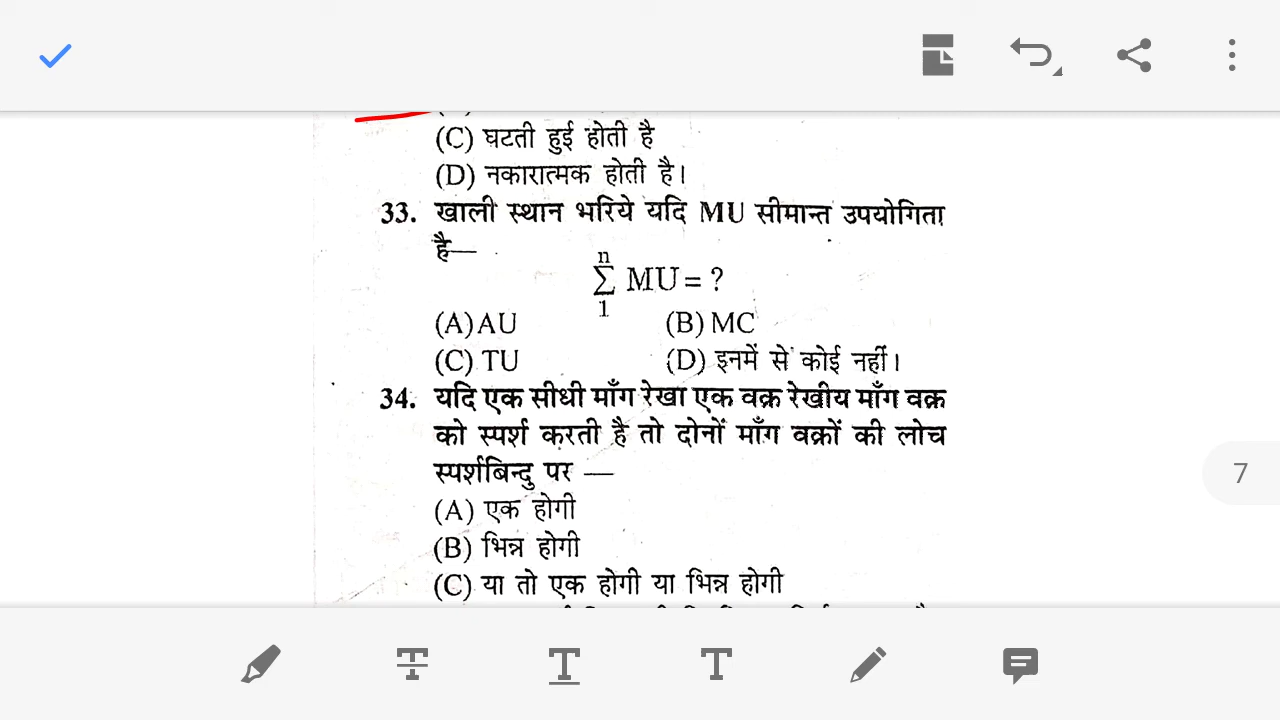 (C) घटती हुई होती है
(D) नकारात्मक होती है।
33. खाली स्थान भरिये यदि MU सीमान्त उपयोगिता
है—
n
∑ MU = ?
1
(A) AU (B) MC
(C) TU (D) इनमें से कोई नहीं।
34. यदि एक सीधी माँग रेखा एक वक्र रेखीय माँग वक्र
को स्पर्श करती है तो दोनों माँग वक्रों की लोच
स्पर्शबिन्दु पर —
7
(A) एक होगी
(B) भिन्न होगी
(C) या तो एक होगी या भिन्न होगी